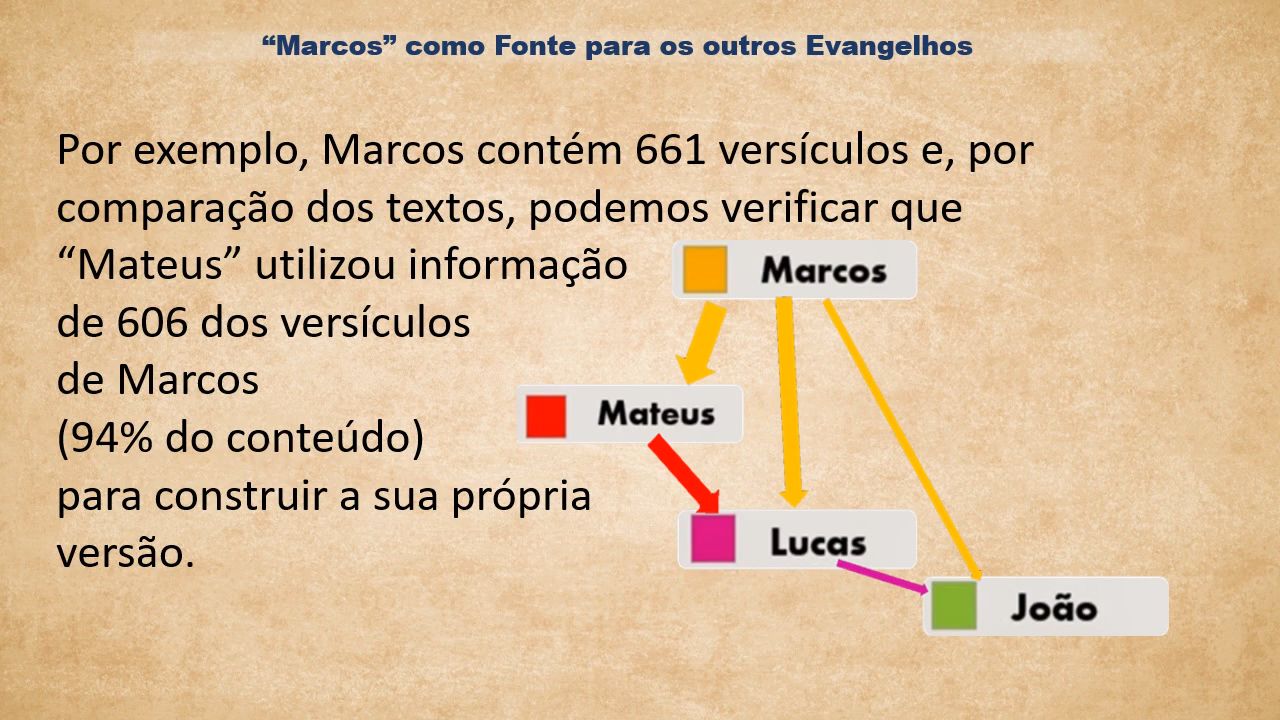 “Marcos” como Fonte para os outros Evangelhos
Por exemplo, Marcos contém 661 versículos e, por
comparação dos textos, podemos verificar que
“Mateus” utilizou informação
de 606 dos versículos
de Marcos
(94% do conteúdo)
para construir a sua própria
versão.
Marcos
Mateus
Lucas
João